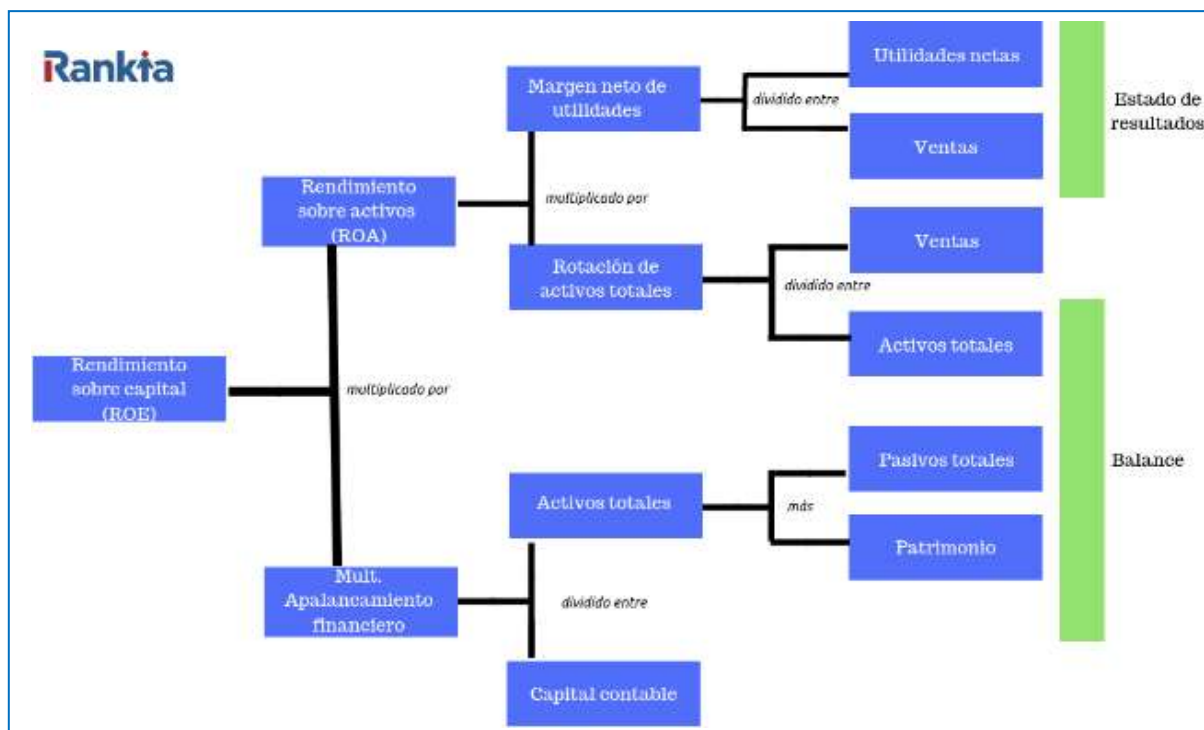 Rankia
Utilidades netas
Margen neto de
utilidades
dividido entre
Estado de
resultados
Ventas
Rendimiento
sobre activos
(ROA)
multiplicado por
Ventas
Rotación de
activos totales
dividido entre
Activos totales
Rendimiento
sobre capital
(ROE)
multiplicado por
Pasivos totales
Balance
Activos totales
más
Patrimonio
Mult.
Apalancamiento
financiero
dividido entre
Capital contable